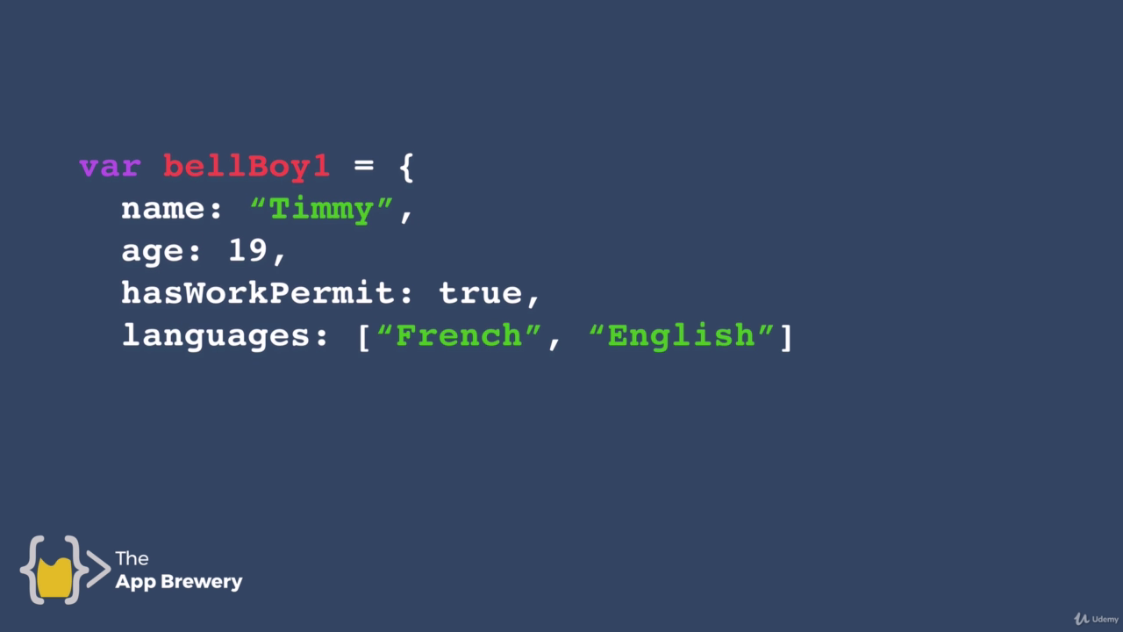 var bellBoy1 = {
name: “Timmy”,
age: 19,
hasWorkPermit: true,
languages: [“French”, “English”]
The
App Brewery
Udemy